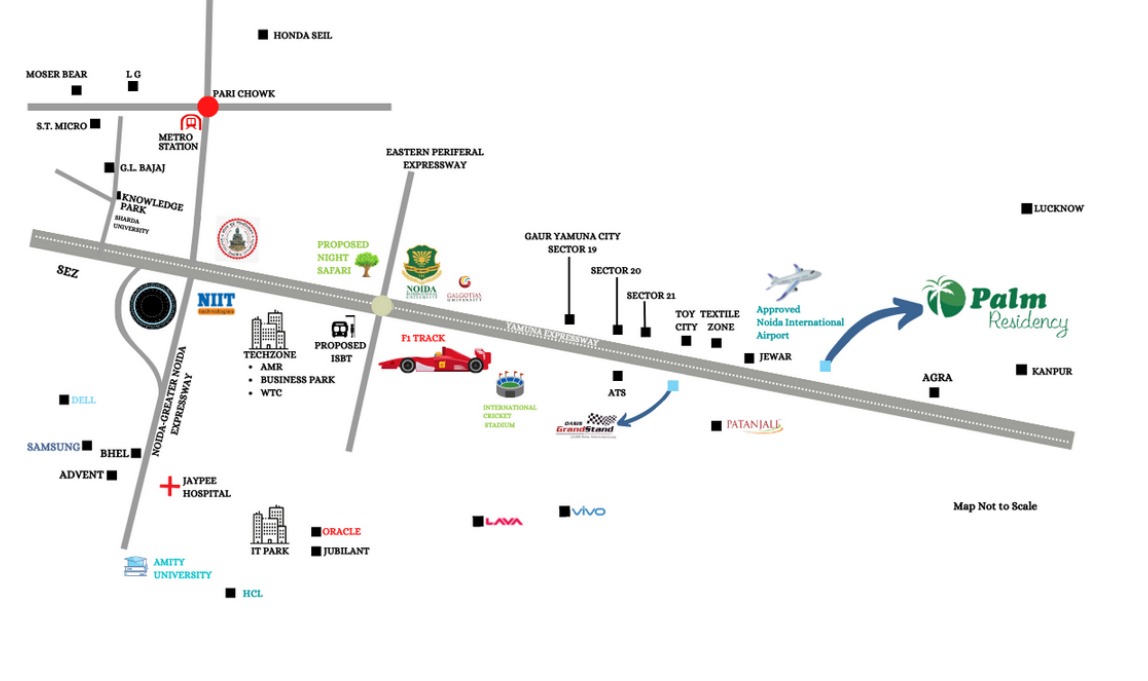 HONDA SEIL
MOSER BEAR
L G
PARI CHOWK
S.T. MICRO
METRO
STATION
G.L. BAJAJ
KNOWLEDGE
PARK
SHARDA
UNIVERSITY
EASTERN PERIFERAL
EXPRESSWAY
LUCKNOW
GAUR YAMUNA CITY
SECTOR 19
SECTOR 20
SECTOR 21
PROPOSED
NIGHT
SAFARI
NOIDA
INTERNATIONAL
UNIVERSITY
GALGOTIAS
UNIVERSITY
SEZ
NIIT
technologies
TOY
CITY
TEXTILE
ZONE
Approved
Noida International
Airport
Palm
Residency
YAMUNA EXPRESSWAY
TECHZONE
• AMR
• BUSINESS PARK
• WTC
PROPOSED
ISBT
F1 TRACK
JEWAR
KANPUR
AGRA
ATS
INTERNATIONAL
CRICKET
STADIUM
OASIS
GrandStand
PATANJALI
NOIDA-GREATER NOIDA
EXPRESSWAY
DELL
SAMSUNG
BHEL
ADVENT
JAYPEE
HOSPITAL
Map Not to Scale
IT PARK
ORACLE
JUBILANT
LAVA
vivo
AMITY
UNIVERSITY
HCL